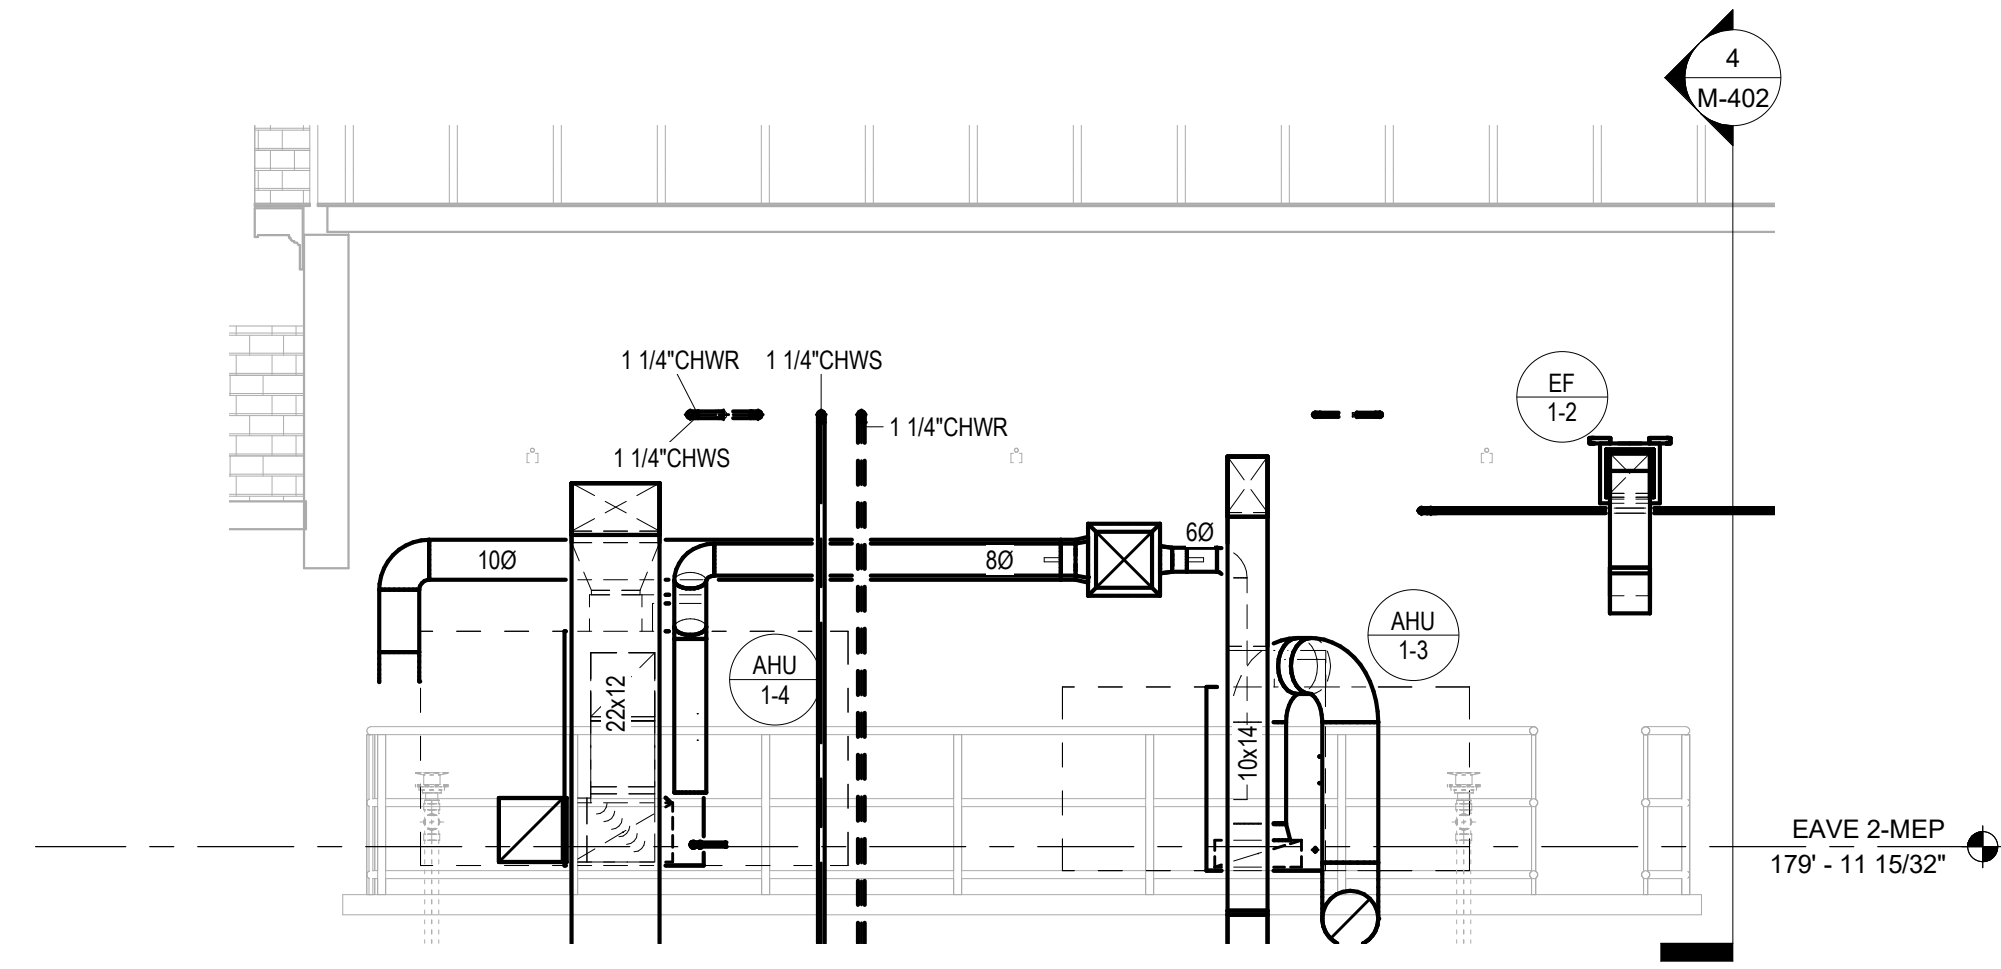 4
M-402
1 1/4"CHWR
1 1/4"CHWS
EF
1-2
1 1/4"CHWR
1 1/4"CHWS
10Ø
8Ø
6Ø
AHU
1-3
AHU
1-4
22x12
10x14
EAVE 2-MEP
179' - 11 15/32"